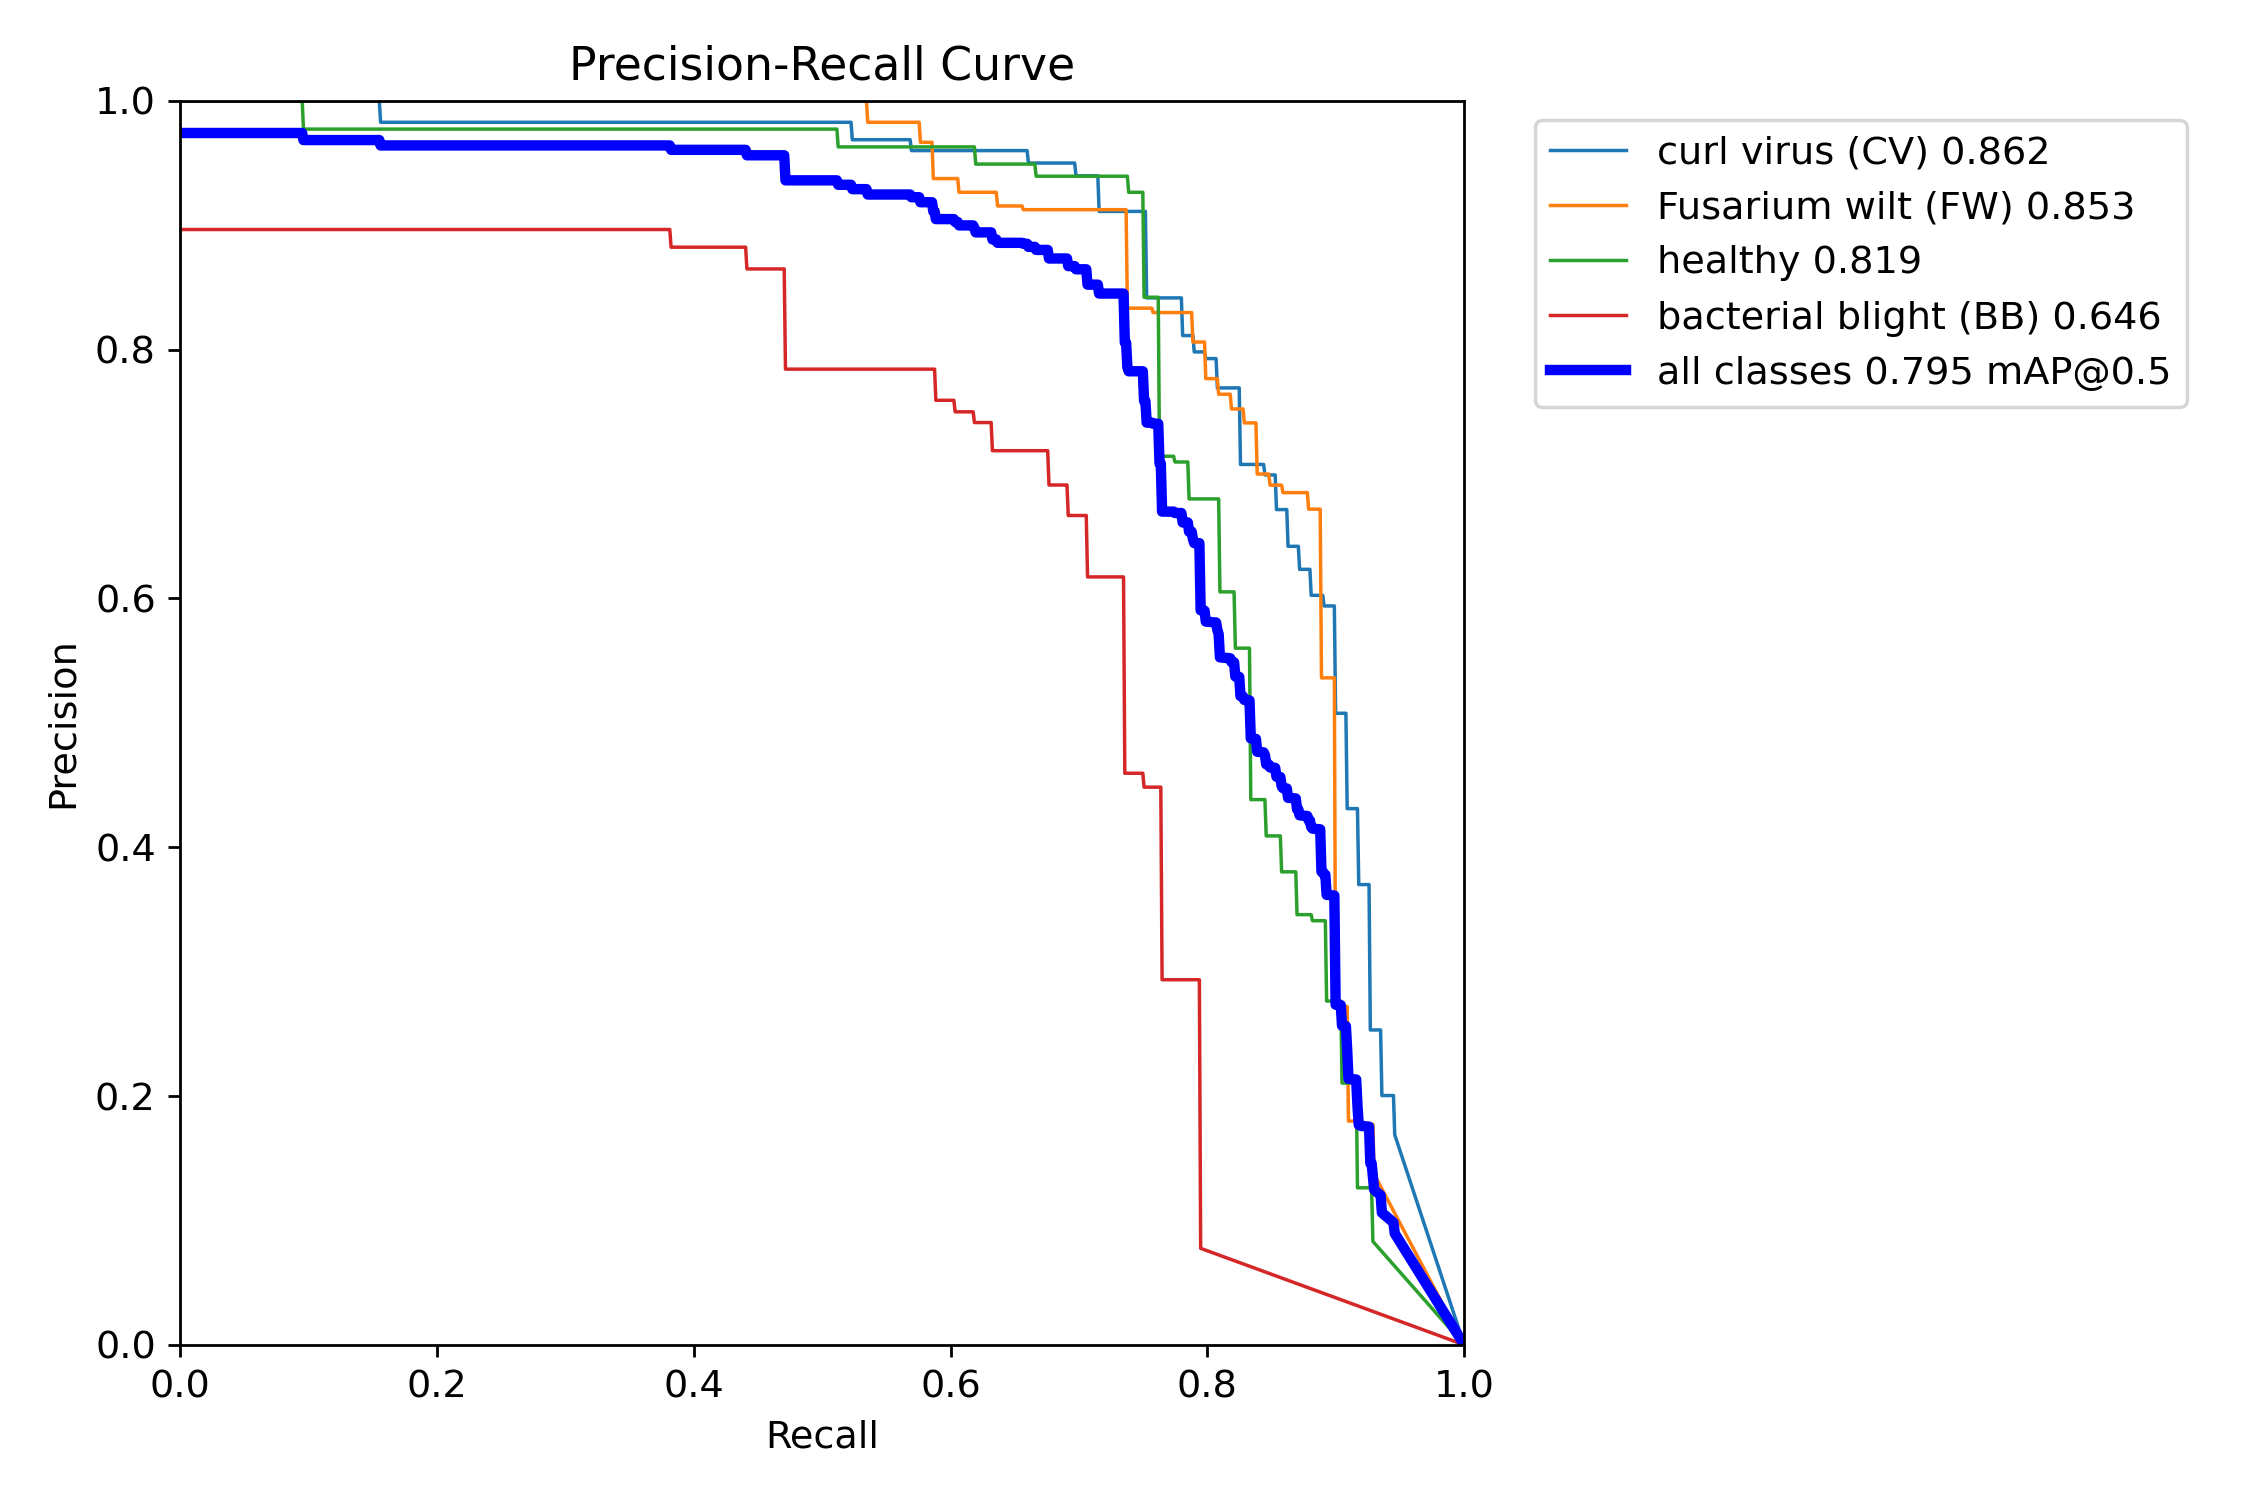 Precision-Recall Curve
1.0
0.8
0.6
0.4
0.2
0.0
Precision
0.0 0.2 0.4 0.6 0.8 1.0
Recall
curl virus (CV) 0.862
Fusarium wilt (FW) 0.853
healthy 0.819
bacterial blight (BB) 0.646
all classes 0.795 mAP@0.5